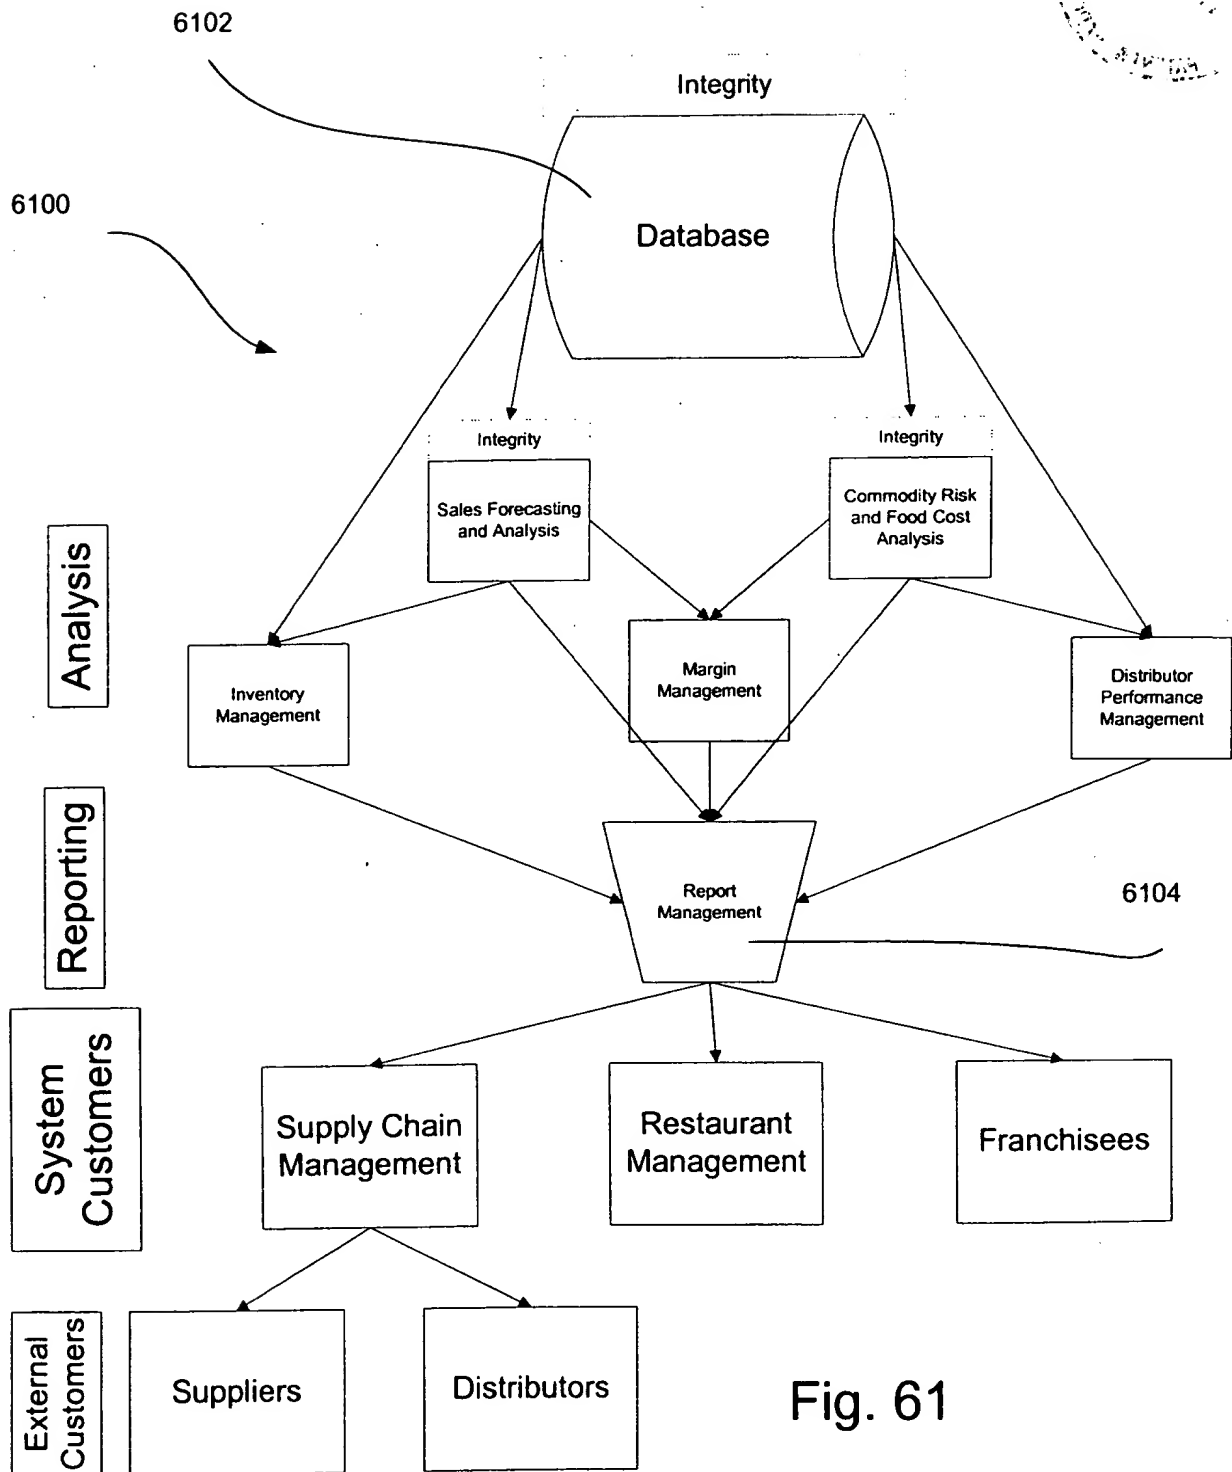 6102
Integrity
6100
Database
Integrity
Integrity
Sales Forecasting
and Analysis
Commodity Risk
and Food Cost
Analysis
Analysis
Inventory
Management
Margin
Management
Distributor
Performance
Management
Reporting
Report
Management
6104
System
Customers
Supply Chain
Management
Restaurant
Management
Franchisees
External
Customers
Suppliers
Distributors
Fig. 61